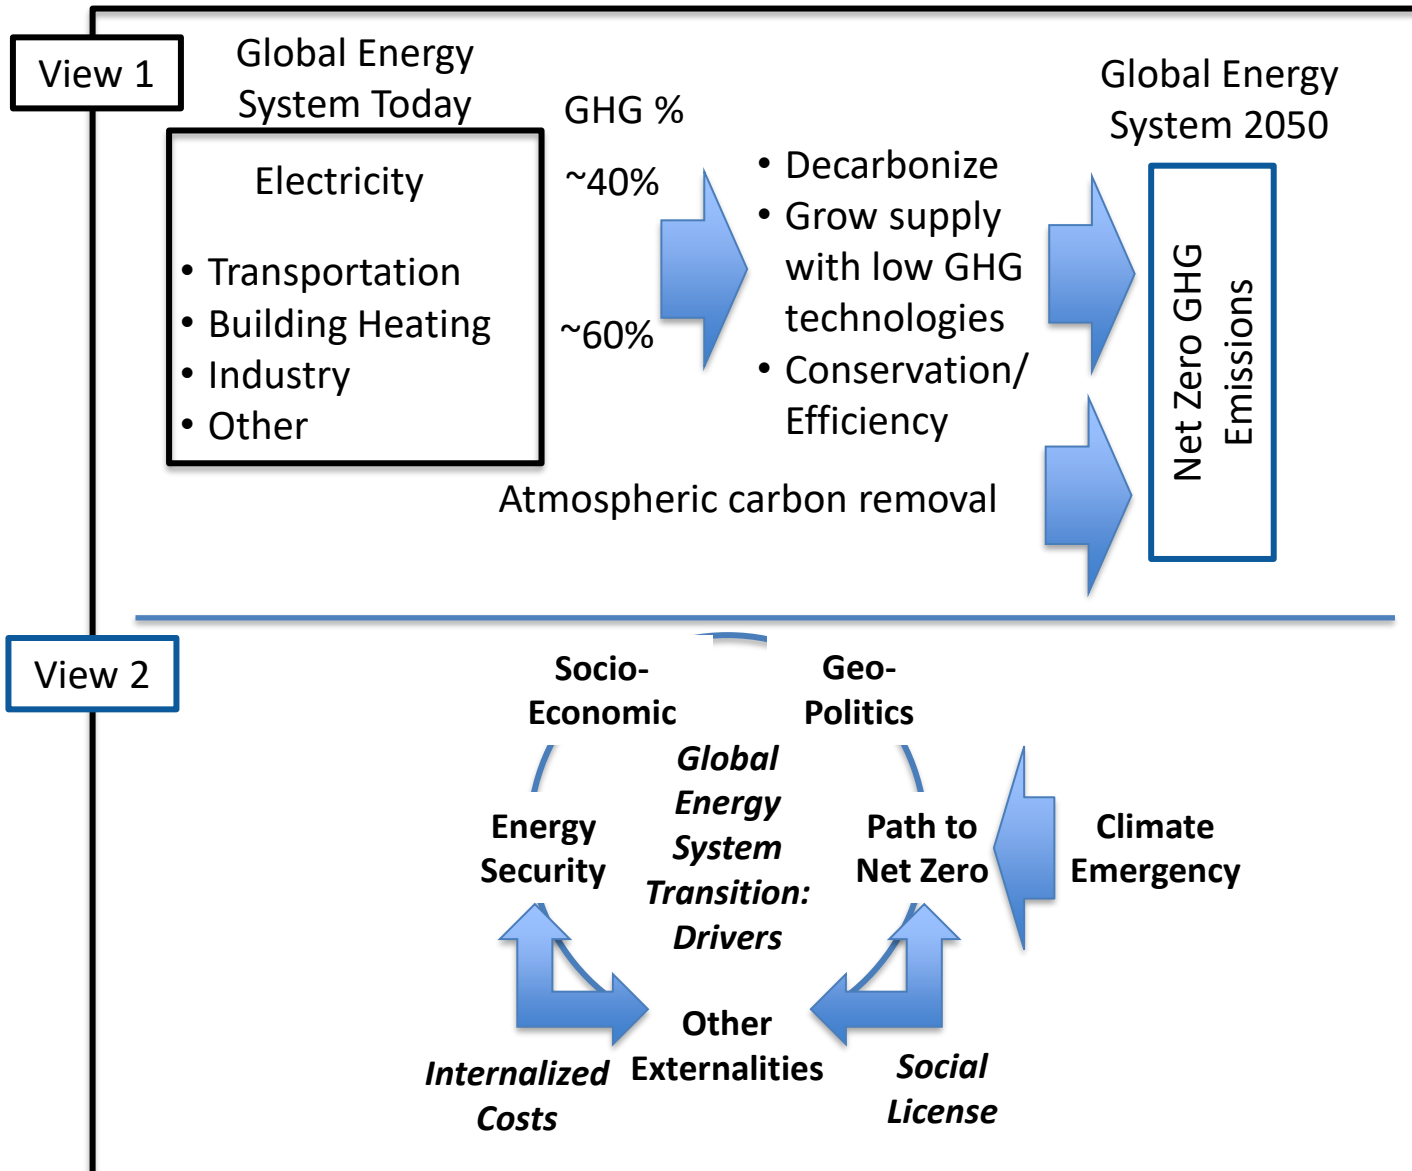 View 1
Global Energy
System Today
GHG %
Electricity
~40%
• Transportation
• Building Heating
• Industry
• Other
~60%
• Decarbonize
• Grow supply
with low GHG
technologies
• Conservation/
Efficiency
Atmospheric carbon removal
Global Energy
System 2050
Net Zero GHG
Emissions
View 2
Socio-
Economic
Geo-
Politics
Global
Energy
System
Transition:
Drivers
Energy
Security
Path to
Net Zero
Climate
Emergency
Other
Externalities
Internalized
Costs
Social
License